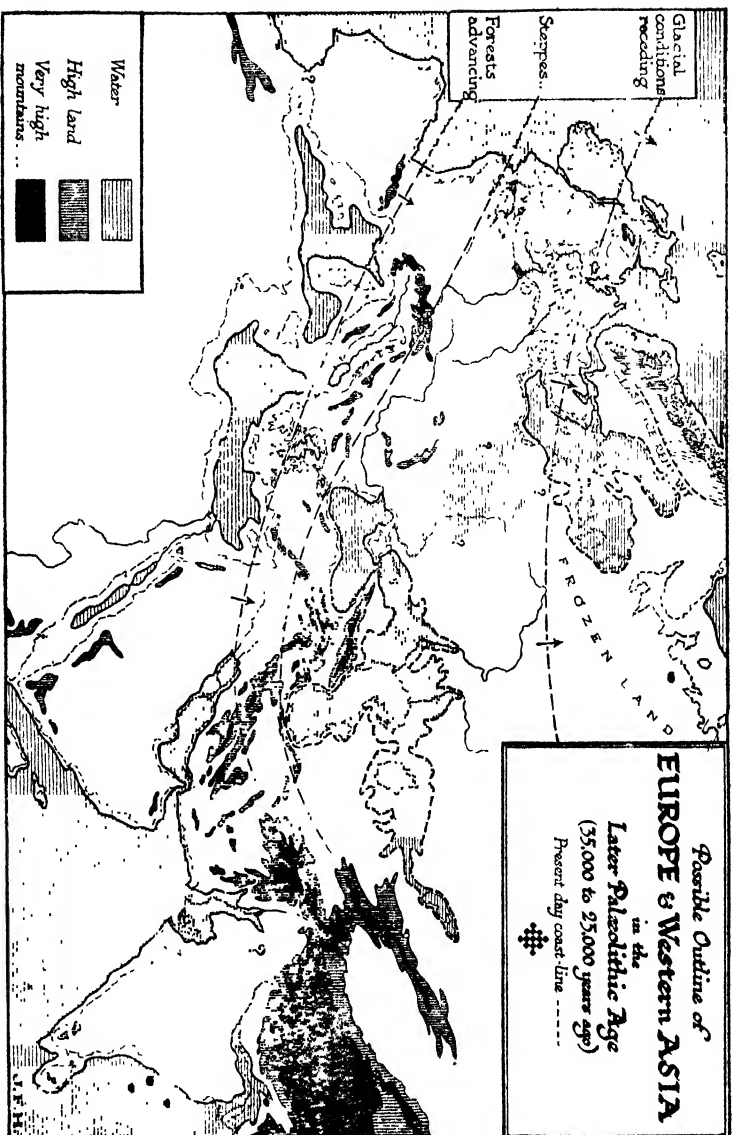 Possible Outline of
EUROPE & Western ASIA
in the
Later Palæolithic Age
(35,000 to 25,000 years ago)
Present day coast-line -----
Glacial
conditions
receding
Steppes..
Forests
advancing
FROZEN LAND
?
?
?
?
Water
High land
Very high
mountains...
J.F.H.